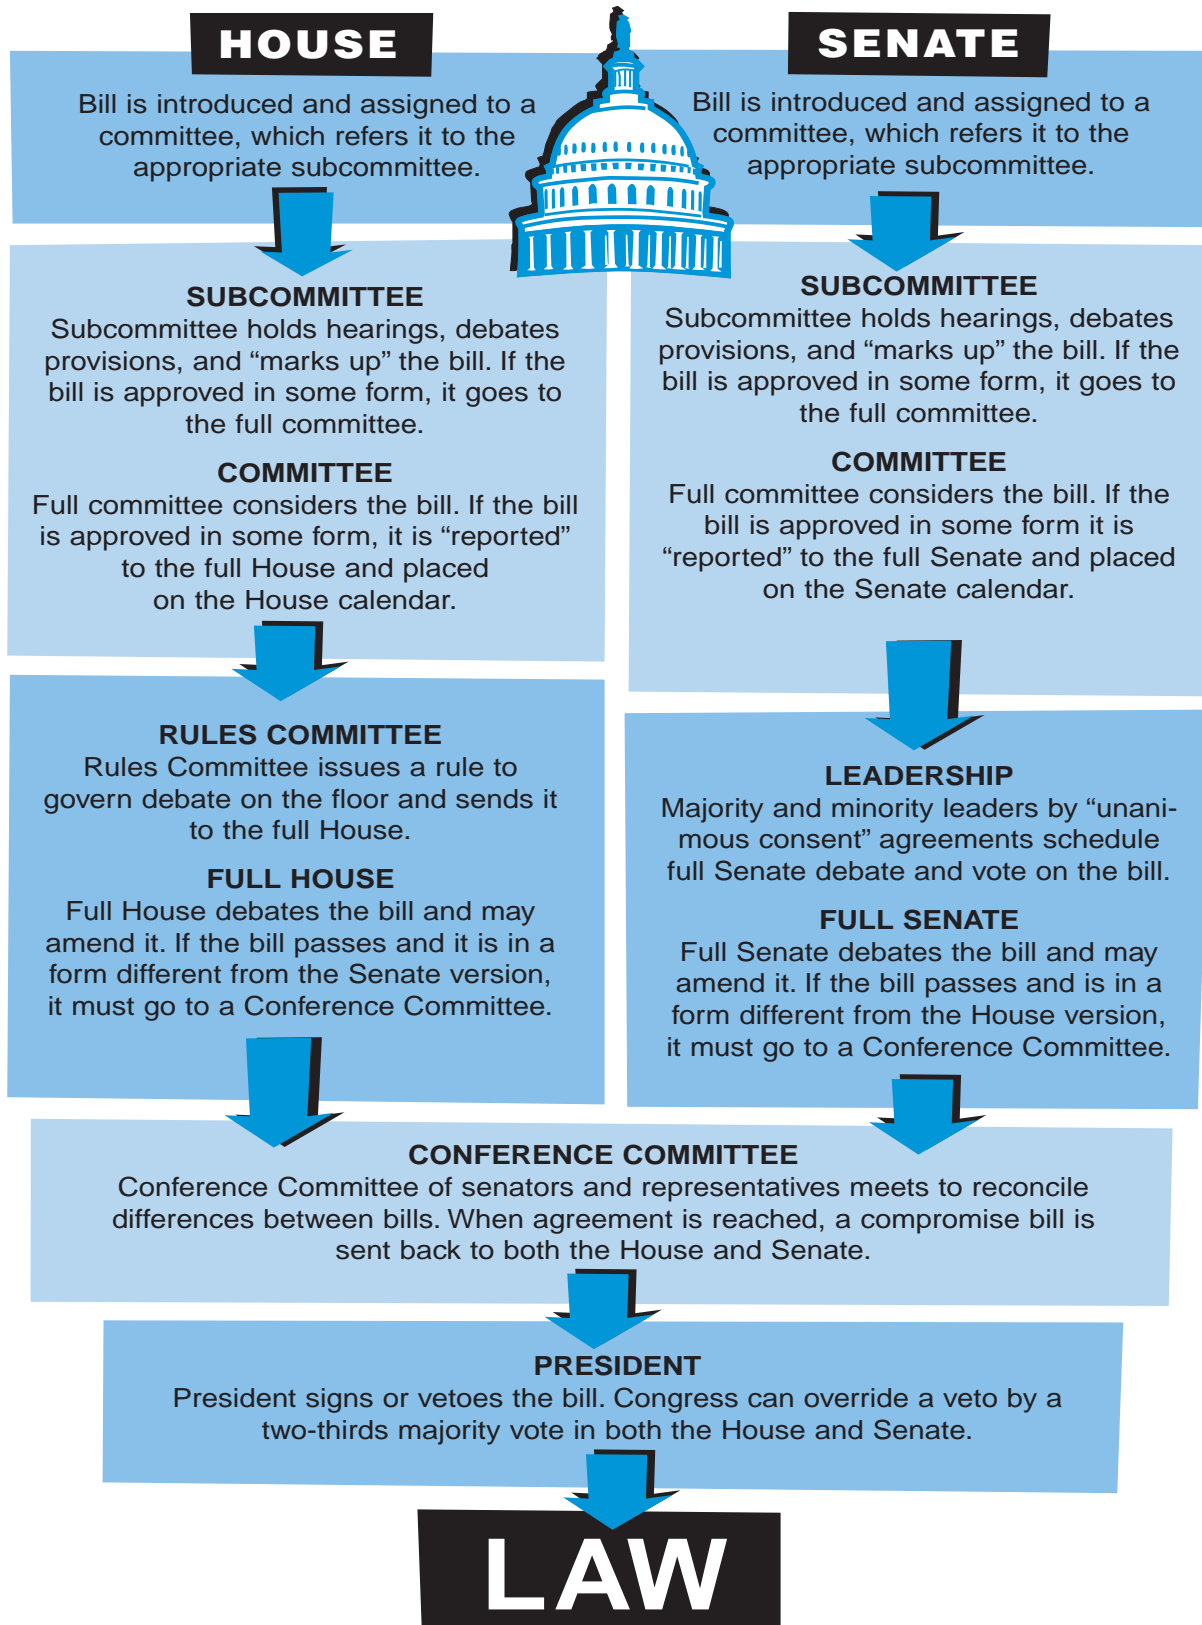 HOUSE
Bill is introduced and assigned to a
committee, which refers it to the
appropriate subcommittee.
SUBCOMMITTEE
Subcommittee holds hearings, debates
provisions, and “marks up” the bill. If the
bill is approved in some form, it goes to
the full committee.
COMMITTEE
Full committee considers the bill. If the bill
is approved in some form, it is “reported”
to the full House and placed
on the House calendar.
RULES COMMITTEE
Rules Committee issues a rule to
govern debate on the floor and sends it
to the full House.
FULL HOUSE
Full House debates the bill and may
amend it. If the bill passes and it is in a
form different from the Senate version,
it must go to a Conference Committee.
SENATE
Bill is introduced and assigned to a
committee, which refers it to the
appropriate subcommittee.
SUBCOMMITTEE
Subcommittee holds hearings, debates
provisions, and “marks up” the bill. If the
bill is approved in some form, it goes to
the full committee.
COMMITTEE
Full committee considers the bill. If the
bill is approved in some form it is
“reported” to the full Senate and placed
on the Senate calendar.
LEADERSHIP
Majority and minority leaders by “unani-
mous consent” agreements schedule
full Senate debate and vote on the bill.
FULL SENATE
Full Senate debates the bill and may
amend it. If the bill passes and is in a
form different from the House version,
it must go to a Conference Committee.
CONFERENCE COMMITTEE
Conference Committee of senators and representatives meets to reconcile
differences between bills. When agreement is reached, a compromise bill is
sent back to both the House and Senate.
PRESIDENT
President signs or vetoes the bill. Congress can override a veto by a
two-thirds majority vote in both the House and Senate.
LAW